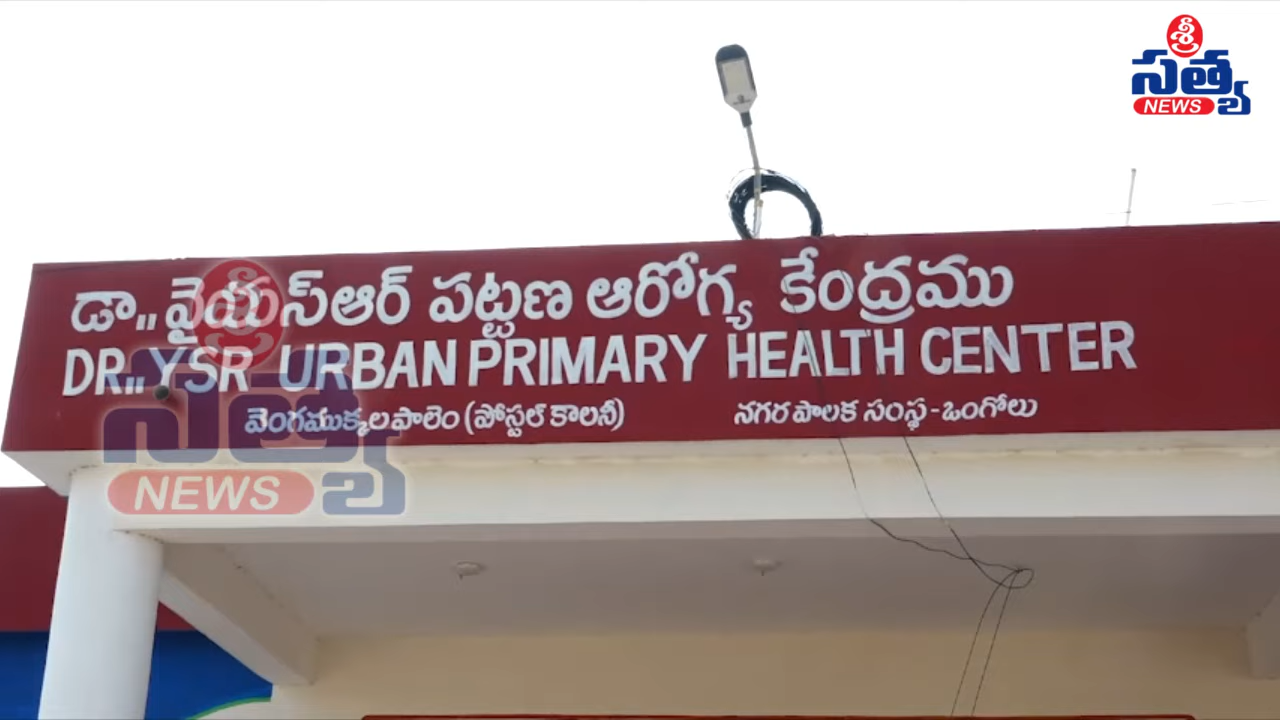 శ్రీ
సత్య
NEWS
డా.. వైయస్ఆర్ పట్టణ ఆరోగ్య కేంద్రము
DR.. YSR URBAN PRIMARY HEALTH CENTER
వెంగముక్కలపాలెం (పోస్టల్ కాలనీ) నగర పాలక సంస్థ - ఒంగోలు
శ్రీ
సత్య
NEWS